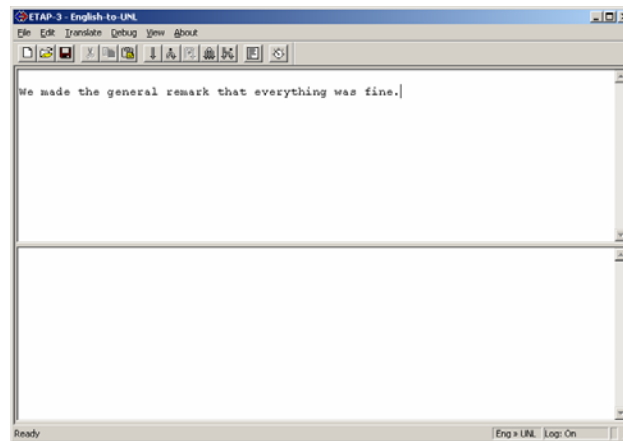 ETAP-3 - English-to-UNL
File Edit Translate Debug View About
We made the general remark that everything was fine.
Ready Eng » UNL Log: On